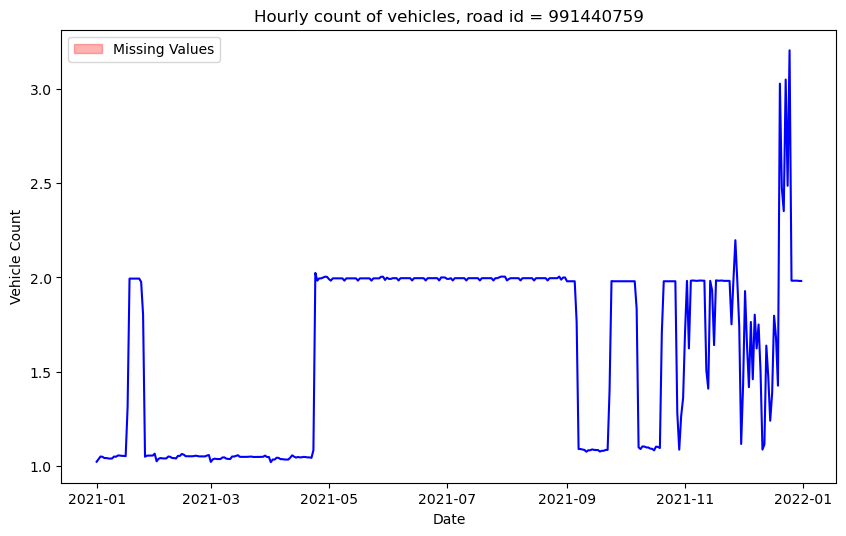 Hourly count of vehicles, road id = 991440759
Missing Values
Vehicle Count
3.0
2.5
2.0
1.5
1.0
2021-01 2021-03 2021-05 2021-07 2021-09 2021-11 2022-01
Date